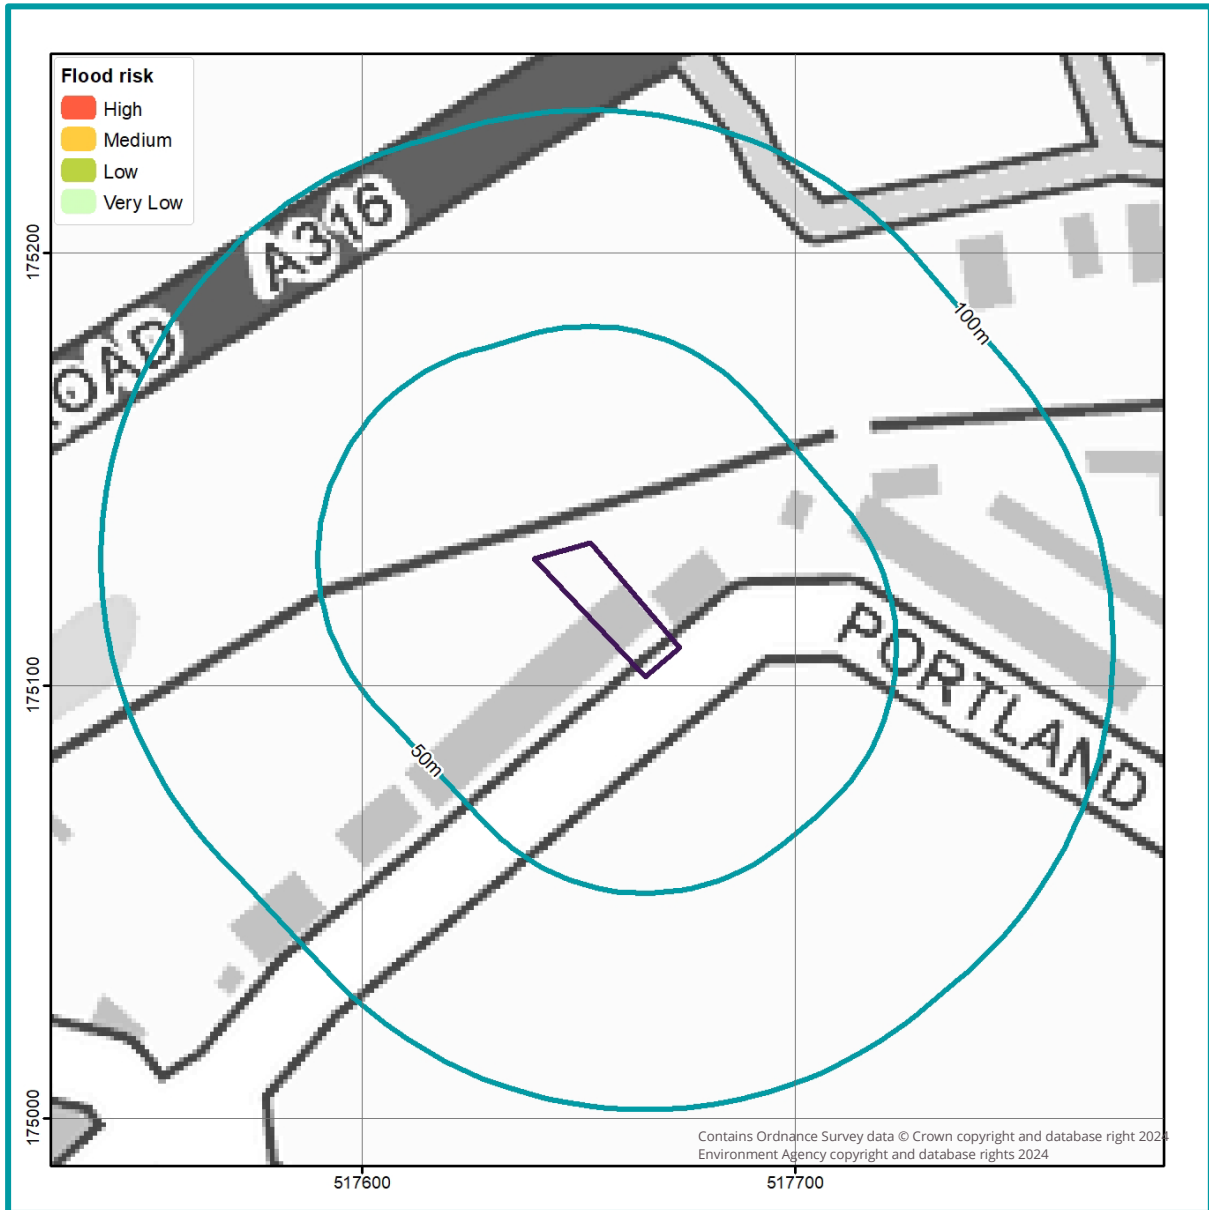 Flood risk
High
Medium
Low
Very Low
A316
OAD
100m
50m
PORTLAND
175200
175100
175000
517600
517700
Contains Ordnance Survey data © Crown copyright and database right 2024
Environment Agency copyright and database rights 2024